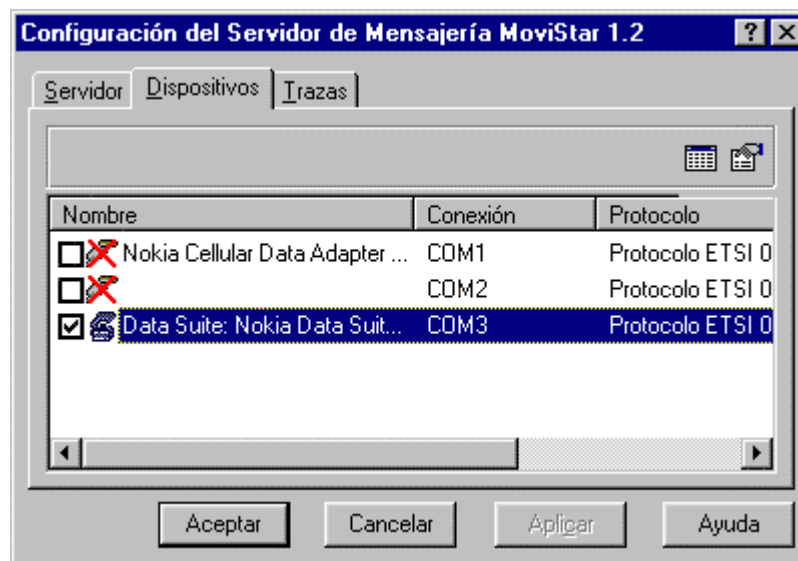 Configuración del Servidor de Mensajería MoviStar 1.2
Servidor Dispositivos Trazas
Nombre Conexión Protocolo
Nokia Cellular Data Adapter ... COM1 Protocolo ETSI 0
COM2 Protocolo ETSI 0
Data Suite: Nokia Data Suit... COM3 Protocolo ETSI 0
Aceptar Cancelar Aplicar Ayuda